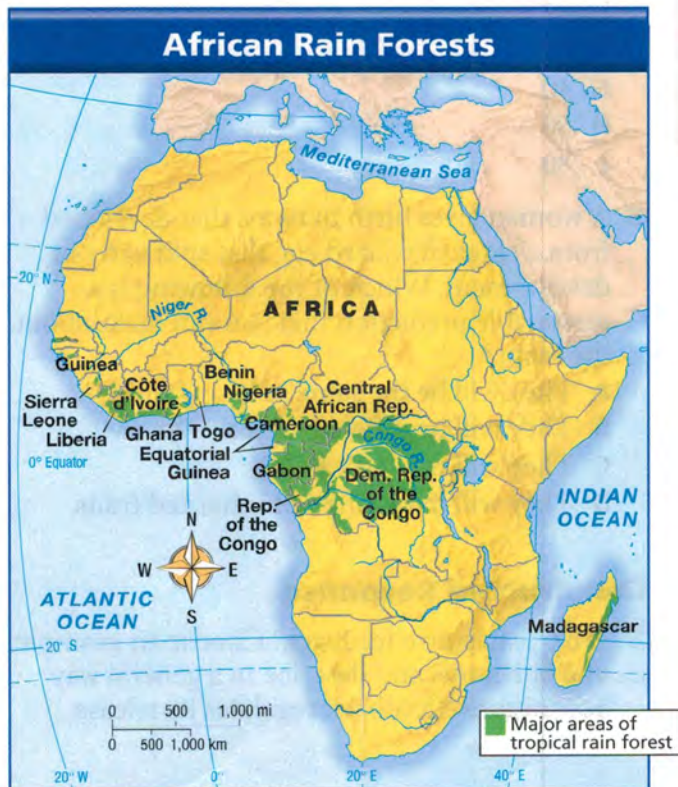 African Rain Forests
Mediterranean Sea
20° N
Niger R.
AFRICA
Guinea
Benin
Côte
d'Ivoire
Nigeria
Central
African Rep.
Sierra
Leone
Liberia
Ghana
Togo
Cameroon
Equatorial
Guinea
Congo R.
0° Equator
Gabon
Dem. Rep.
of the
Congo
Rep.
of the
Congo
INDIAN
OCEAN
N
W
E
S
ATLANTIC
OCEAN
Madagascar
20° S
0 500 1,000 mi
0 500 1,000 km
Major areas of
tropical rain forest
20° W
0°
20° E
40° E